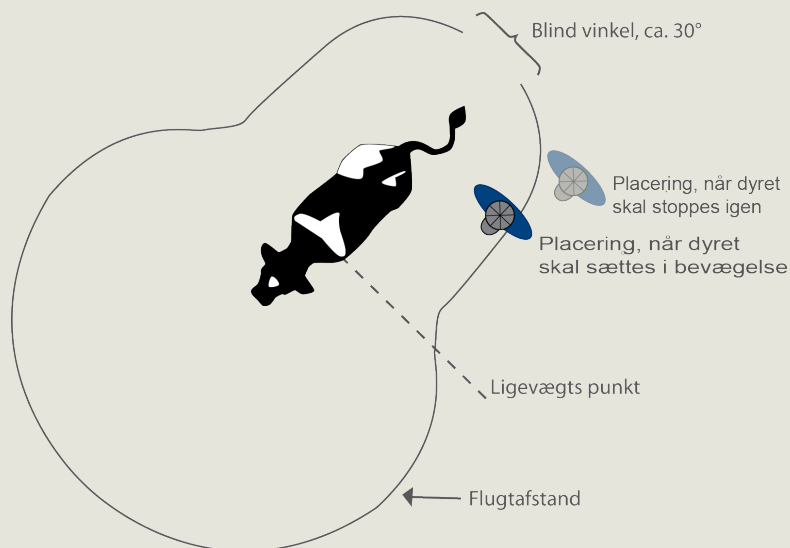 Blind vinkel, ca. 30°
Placering, når dyret
skal stoppes igen
Placering, når dyret
skal sættes i bevægelse
Ligevægts punkt
Flugtafstand